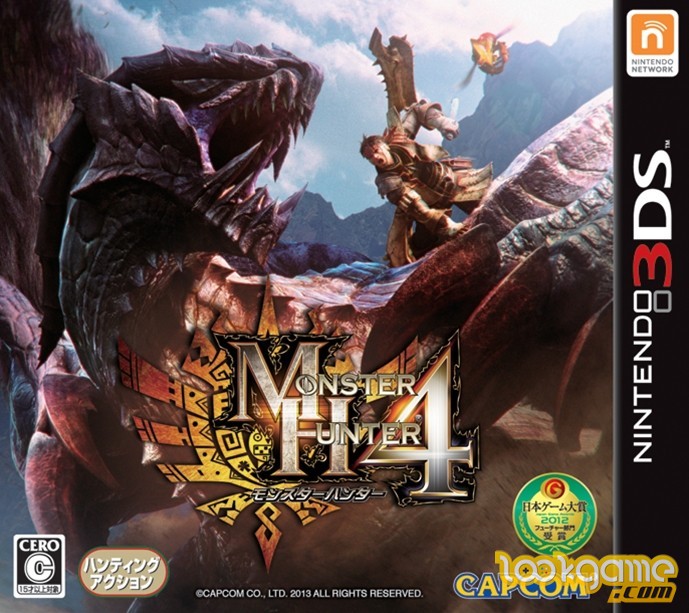 NINTENDO
NETWORK
NINTENDO 3DS™
MONSTER
HUNTER 4
モンスターハンター
日本ゲーム大賞
2012
フューチャー部門
受賞
CERO
C
15才以上対象
ハンティング
アクション
©CAPCOM CO., LTD. 2013 ALL RIGHTS RESERVED.
CAPCOM
lookgame
.com